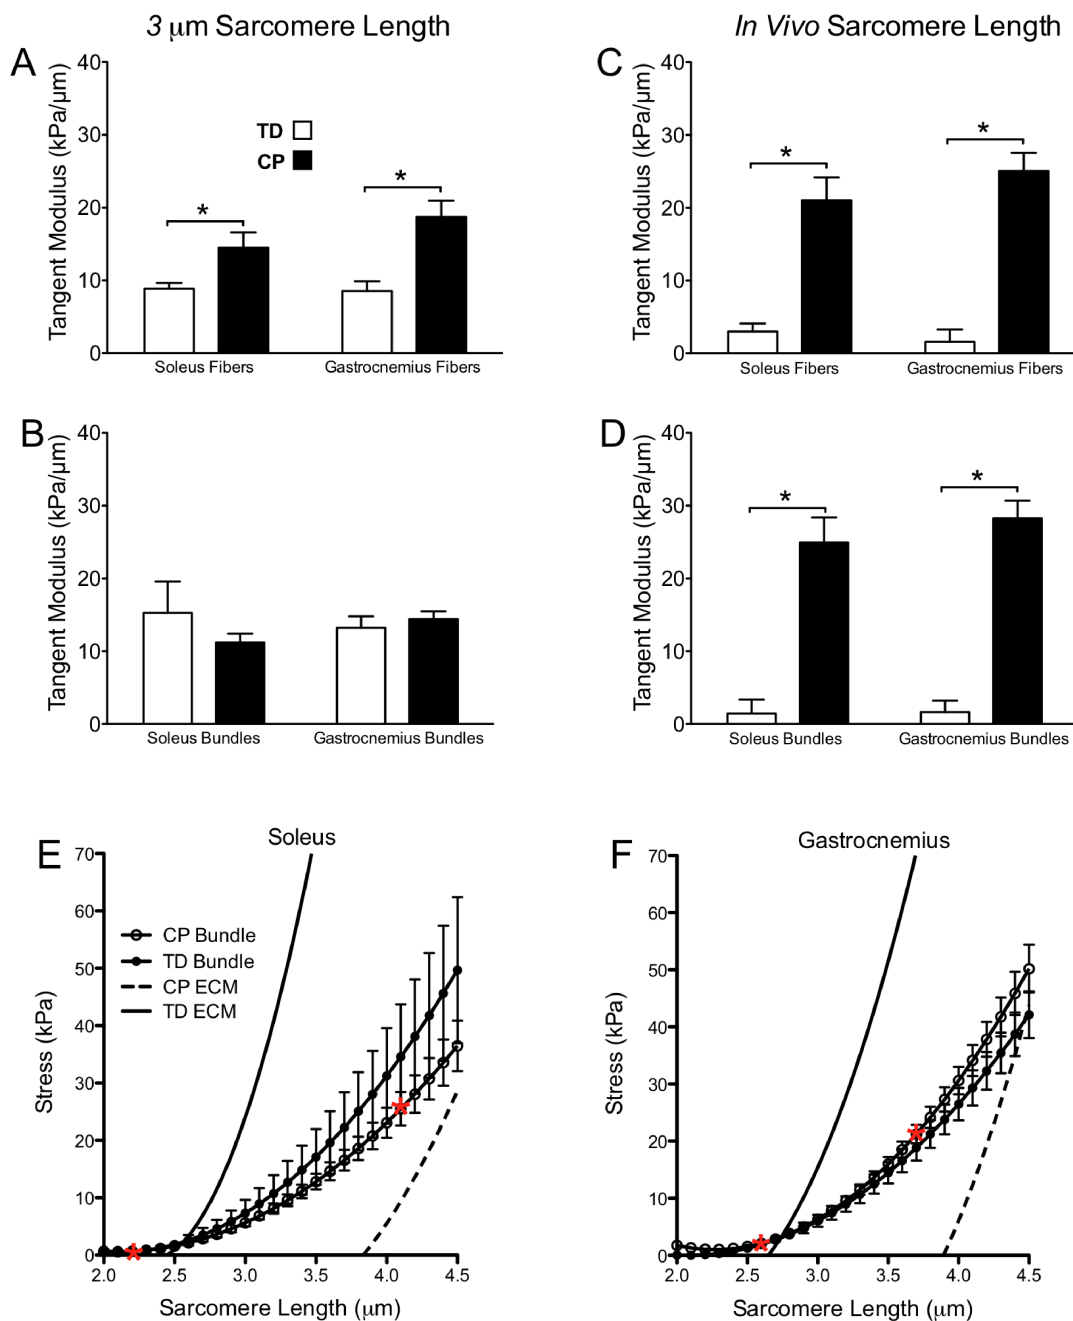 3 μm Sarcomere Length
In Vivo Sarcomere Length
A
Tangent Modulus (kPa/μm)
40
30
20
10
0
TD
CP
*
*
Soleus Fibers
Gastrocnemius Fibers
C
Tangent Modulus (kPa/μm)
40
30
20
10
0
*
*
Soleus Fibers
Gastrocnemius Fibers
B
Tangent Modulus (kPa/μm)
40
30
20
10
0
Soleus Bundles
Gastrocnemius Bundles
D
Tangent Modulus (kPa/μm)
40
30
20
10
0
*
*
Soleus Bundles
Gastrocnemius Bundles
E
Soleus
Stress (kPa)
70
60
50
40
30
20
10
0
CP Bundle
TD Bundle
CP ECM
TD ECM
2.0 2.5 3.0 3.5 4.0 4.5
Sarcomere Length (μm)
F
Gastrocnemius
Stress (kPa)
70
60
50
40
30
20
10
0
2.0 2.5 3.0 3.5 4.0 4.5
Sarcomere Length (μm)